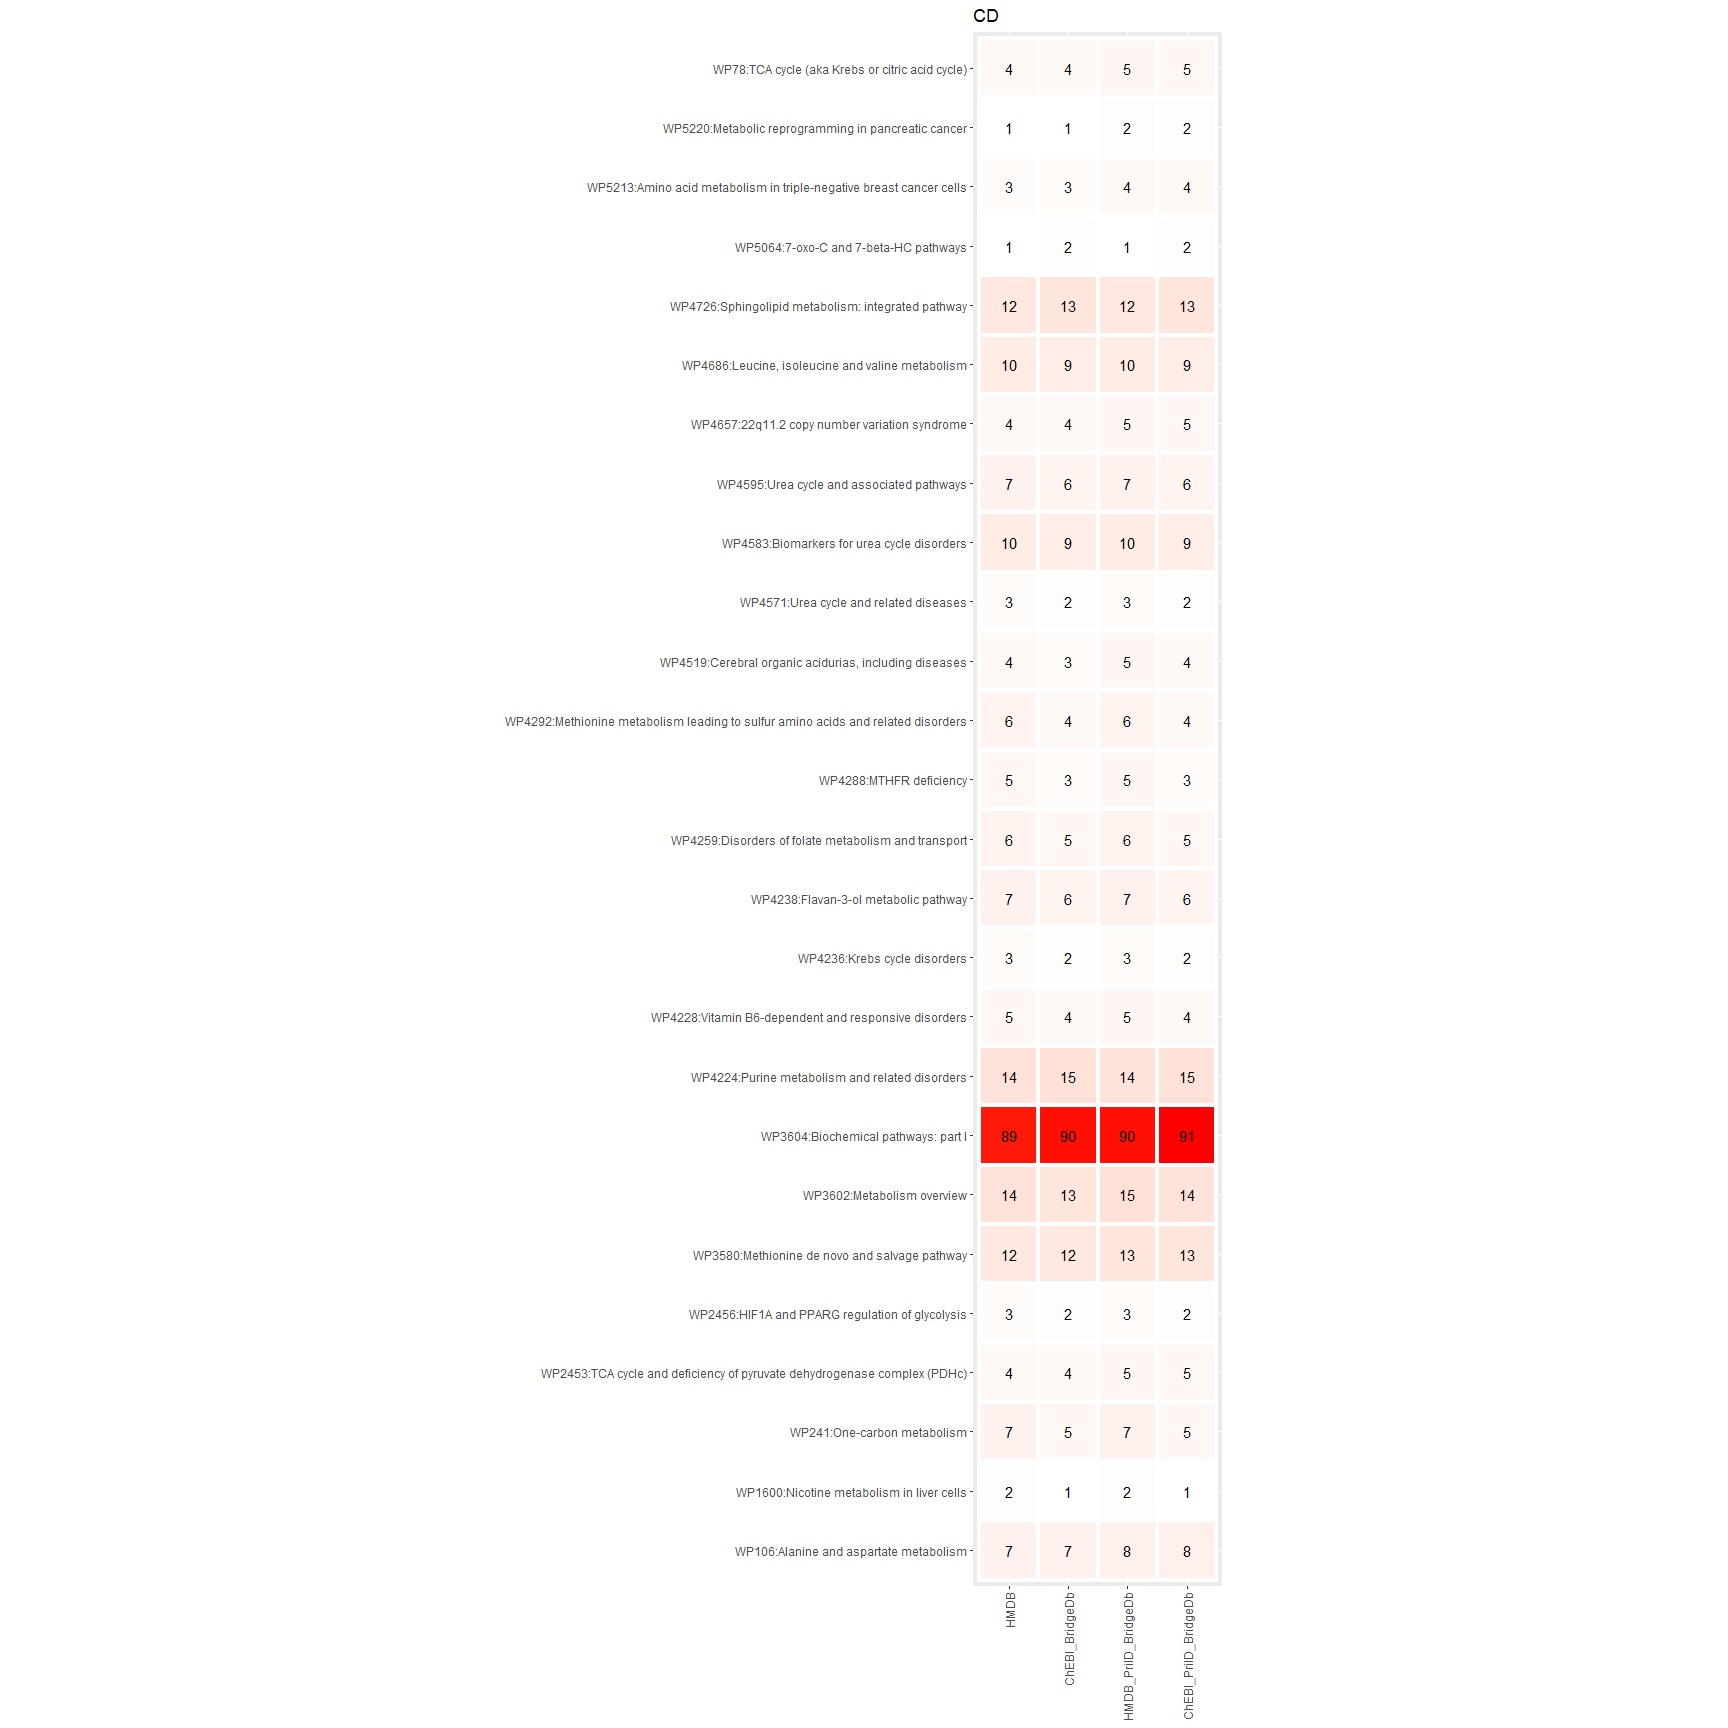 CD
WP78:TCA cycle (aka Krebs or citric acid cycle) 4 4 5 5
WP5220:Metabolic reprogramming in pancreatic cancer 1 1 2 2
WP5213:Amino acid metabolism in triple-negative breast cancer cells 3 3 4 4
WP5064:7-oxo-C and 7-beta-HC pathways 1 2 1 2
WP4726:Sphingolipid metabolism: integrated pathway 12 13 12 13
WP4686:Leucine, isoleucine and valine metabolism 10 9 10 9
WP4657:22q11.2 copy number variation syndrome 4 4 5 5
WP4595:Urea cycle and associated pathways 7 6 7 6
WP4583:Biomarkers for urea cycle disorders 10 9 10 9
WP4571:Urea cycle and related diseases 3 2 3 2
WP4519:Cerebral organic acidurias, including diseases 4 3 5 4
WP4292:Methionine metabolism leading to sulfur amino acids and related disorders 6 4 6 4
WP4288:MTHFR deficiency 5 3 5 3
WP4259:Disorders of folate metabolism and transport 6 5 6 5
WP4238:Flavan-3-ol metabolic pathway 7 6 7 6
WP4236:Krebs cycle disorders 3 2 3 2
WP4228:Vitamin B6-dependent and responsive disorders 5 4 5 4
WP4224:Purine metabolism and related disorders 14 15 14 15
WP3604:Biochemical pathways: part I 89 90 90 91
WP3602:Metabolism overview 14 13 15 14
WP3580:Methionine de novo and salvage pathway 12 12 13 13
WP2456:HIF1A and PPARG regulation of glycolysis 3 2 3 2
WP2453:TCA cycle and deficiency of pyruvate dehydrogenase complex (PDHc) 4 4 5 5
WP241:One-carbon metabolism 7 5 7 5
WP1600:Nicotine metabolism in liver cells 2 1 2 1
WP106:Alanine and aspartate metabolism 7 7 8 8
HMDB
ChEBI_BridgeDb
HMDB_PriID_BridgeDb
ChEBI_PriID_BridgeDb